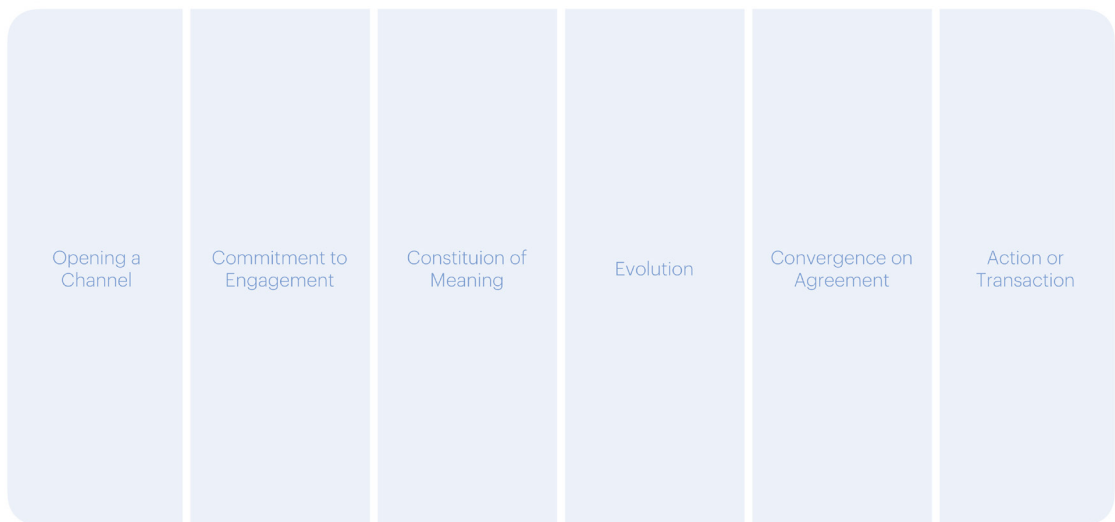 Opening a
Channel
Commitment to
Engagement
Constituion of
Meaning
Evolution
Convergence on
Agreement
Action or
Transaction